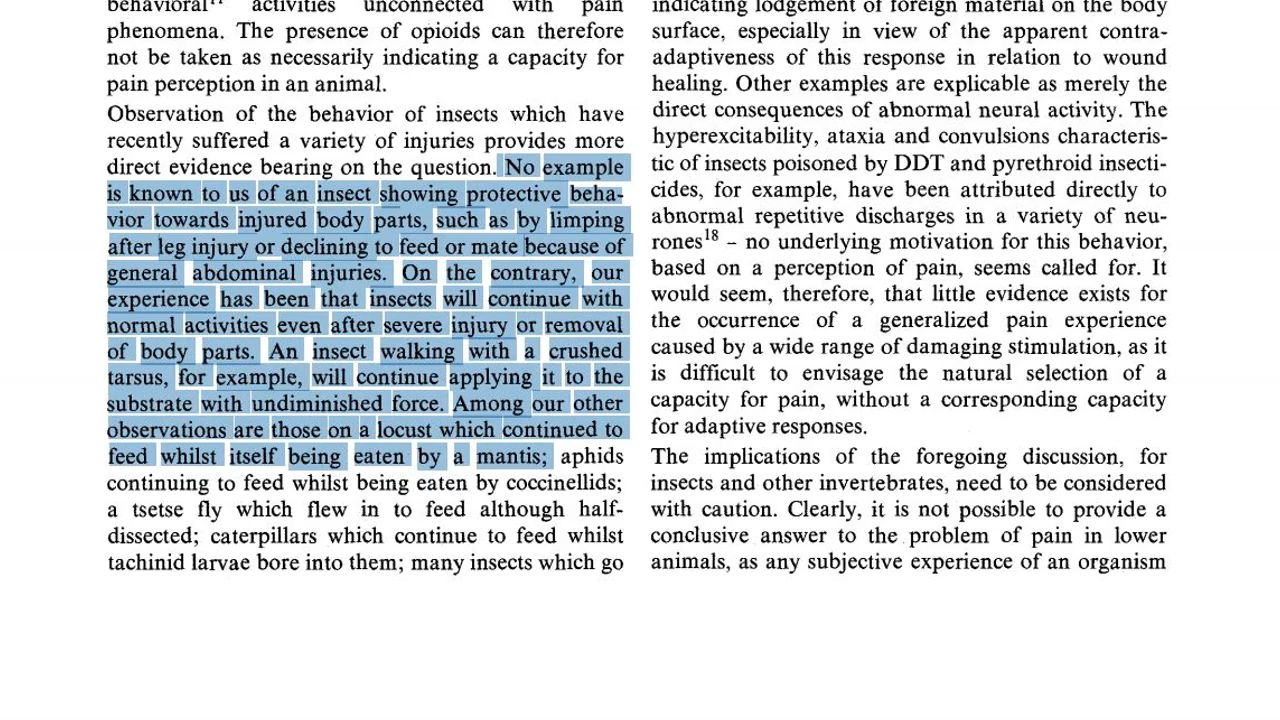 behavioral¹¹ activities unconnected with pain
phenomena. The presence of opioids can therefore
not be taken as necessarily indicating a capacity for
pain perception in an animal.
Observation of the behavior of insects which have
recently suffered a variety of injuries provides more
direct evidence bearing on the question. No example
is known to us of an insect showing protective beha-
vior towards injured body parts, such as by limping
after leg injury or declining to feed or mate because of
general abdominal injuries. On the contrary, our
experience has been that insects will continue with
normal activities even after severe injury or removal
of body parts. An insect walking with a crushed
tarsus, for example, will continue applying it to the
substrate with undiminished force. Among our other
observations are those on a locust which continued to
feed whilst itself being eaten by a mantis; aphids
continuing to feed whilst being eaten by coccinellids;
a tsetse fly which flew in to feed although half-
dissected; caterpillars which continue to feed whilst
tachinid larvae bore into them; many insects which go
indicating lodgement of foreign material on the body
surface, especially in view of the apparent contra-
adaptiveness of this response in relation to wound
healing. Other examples are explicable as merely the
direct consequences of abnormal neural activity. The
hyperexcitability, ataxia and convulsions characteris-
tic of insects poisoned by DDT and pyrethroid insecti-
cides, for example, have been attributed directly to
abnormal repetitive discharges in a variety of neu-
rones¹⁸ – no underlying motivation for this behavior,
based on a perception of pain, seems called for. It
would seem, therefore, that little evidence exists for
the occurrence of a generalized pain experience
caused by a wide range of damaging stimulation, as it
is difficult to envisage the natural selection of a
capacity for pain, without a corresponding capacity
for adaptive responses.
The implications of the foregoing discussion, for
insects and other invertebrates, need to be considered
with caution. Clearly, it is not possible to provide a
conclusive answer to the problem of pain in lower
animals, as any subjective experience of an organism